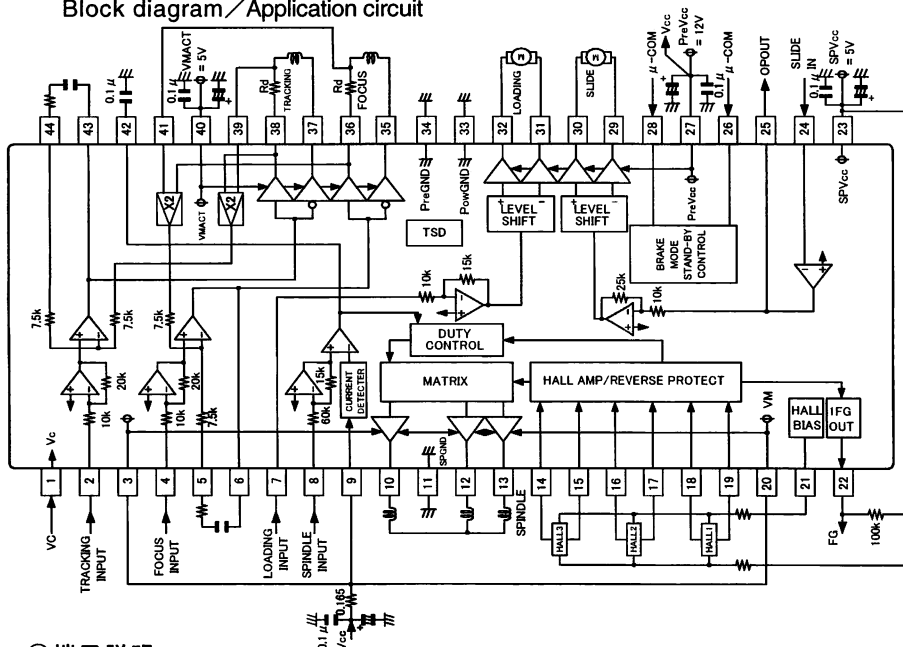 Block diagram／Application circuit
0.1 μ
0.1 μ
VMACT
= 5V
Rd
TRACKING
Rd
FOCUS
LOADING
SLIDE
μ-COM
Vcc
PreVcc
= 12V
0.1 μ
μ-COM
OPOUT
SLIDE
IN
0.1 μ
SPVcc
= 5V
44
43
42
41
40
39
38
37
36
35
34
33
32
31
30
29
28
27
26
25
24
23
X2
VMACT
X2
PreGND
PowGND
TSD
LEVEL
SHIFT
LEVEL
SHIFT
PreVcc
BRAKE
MODE
STAND-BY
CONTROL
SPVcc
7.5k
7.5k
7.5k
10k
15k
25k
10k
DUTY
CONTROL
20k
20k
15k
10k
10k
7.5k
60k
CURRENT
DETECTER
MATRIX
HALL AMP/REVERSE PROTECT
VM
HALL
BIAS
1FG
OUT
Vc
SPGND
1
2
3
4
5
6
7
8
9
10
11
12
13
14
15
16
17
18
19
20
21
22
VC
TRACKING
INPUT
FOCUS
INPUT
LOADING
INPUT
SPINDLE
INPUT
SPINDLE
HALL3
HALL2
HALL1
FG
100k
0.165
0.1 μ
Vcc